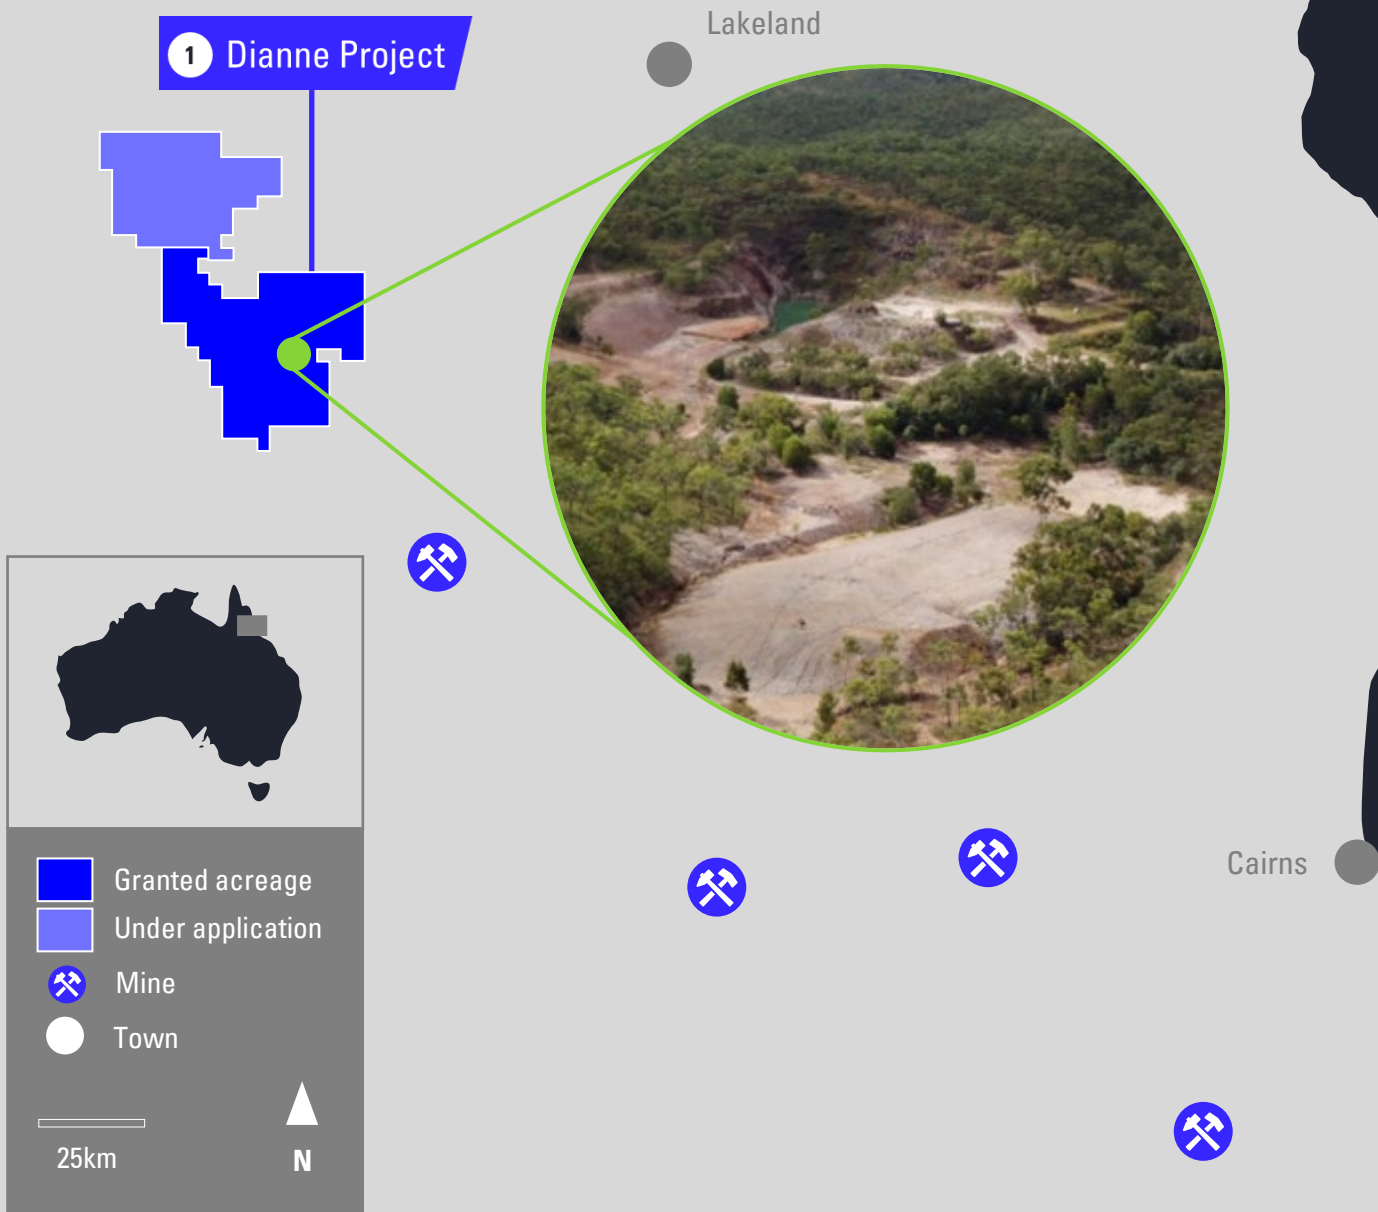 Lakeland
1 Dianne Project
Cairns
Granted acreage
Under application
Mine
Town
25km
N